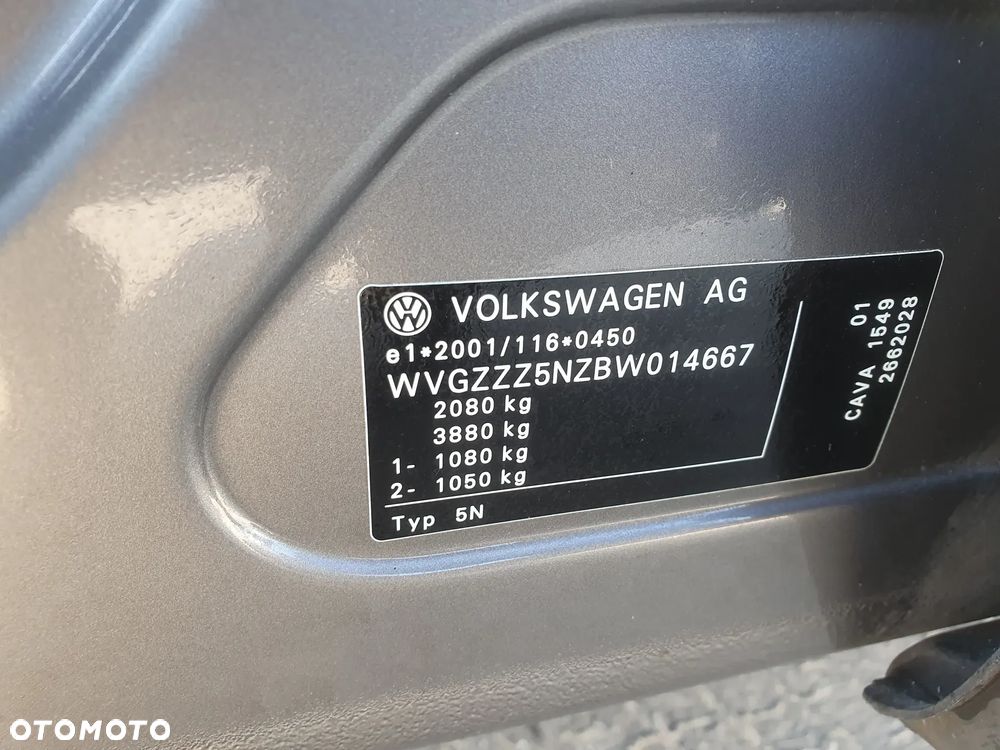 VOLKSWAGEN AG
e1*2001/116*0450
WVGZZZ5NZBW014667
2080 kg
3880 kg
1- 1080 kg
2- 1050 kg
Typ 5N
01
CAVA 1549
2662028
OTOMOTO